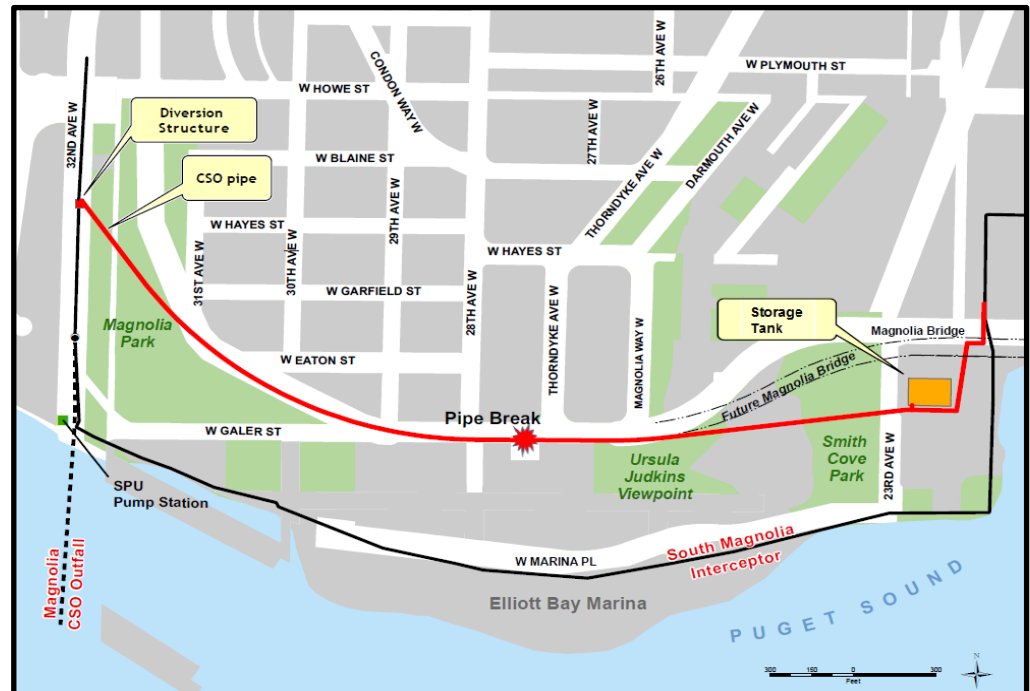 26TH AVE W
W PLYMOUTH ST
CONDON WAY W
W HOWE ST
Diversion
Structure
32ND AVE W
27TH AVE W
DARMOUTH AVE W
W BLAINE ST
THORNDYKE AVE W
CSO pipe
29TH AVE W
W HAYES ST
30TH AVE W
31ST AVE W
W HAYES ST
28TH AVE W
W GARFIELD ST
THORNDYKE AVE W
MAGNOLIA WAY W
Storage
Tank
Magnolia Bridge
Magnolia
Park
W EATON ST
Future Magnolia Bridge
Pipe Break
W GALER ST
Smith
Cove
Park
23RD AVE W
Ursula
Judkins
Viewpoint
SPU
Pump Station
South Magnolia
Interceptor
W MARINA PL
Magnolia
CSO Outfall
Elliott Bay Marina
PUGET SOUND
N
300 150 0 300
Feet